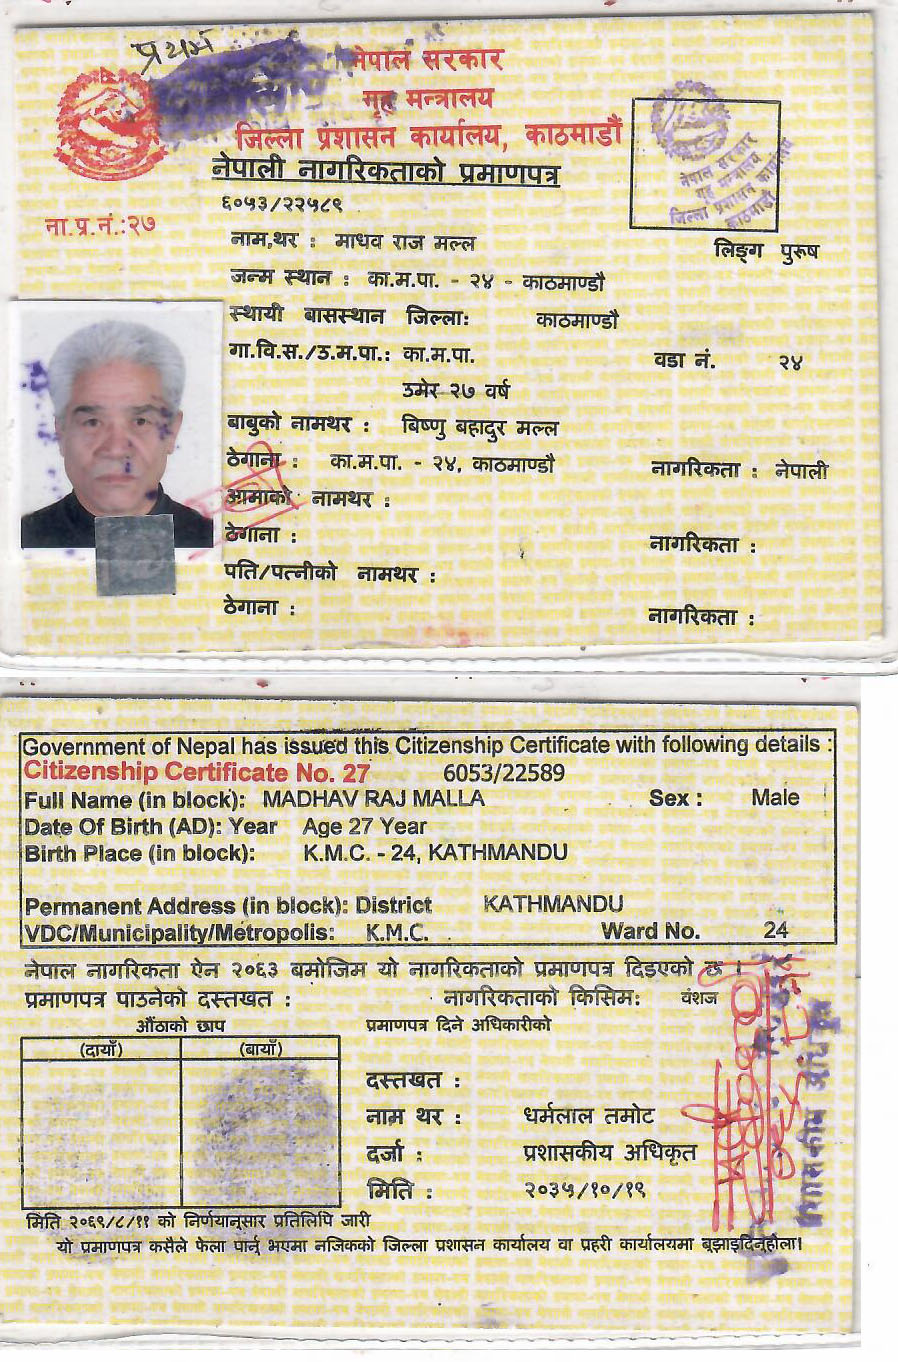 प्रथम
नेपाल सरकार
गृह मन्त्रालय
जिल्ला प्रशासन कार्यालय, काठमाडौं
नेपाली नागरिकताको प्रमाणपत्र
६०५३/२२५८९
ना.प्र.नं.:२७
नेपाल सरकार
गृह मन्त्रालय
जिल्ला प्रशासन कार्यालय
काठमाडौं
लिङ्ग पुरूष
नाम,थर : माधव राज मल्ल
जन्म स्थान : का.म.पा. - २४ - काठमाण्डौ
स्थायी बासस्थान जिल्ला: काठमाण्डौ
गा.वि.स./उ.म.पा.: का.म.पा. वडा नं. २४
उमेर २७ वर्ष
बाबुको नामथर : बिष्णु बहादुर मल्ल
ठेगाना : का.म.पा. - २४, काठमाण्डौ नागरिकता : नेपाली
आमाको नामथर :
ठेगाना : नागरिकता :
पति/पत्नीको नामथर :
ठेगाना : नागरिकता :
Government of Nepal has issued this Citizenship Certificate with following details :
Citizenship Certificate No. 27 6053/22589
Full Name (in block): MADHAV RAJ MALLA Sex : Male
Date Of Birth (AD): Year Age 27 Year
Birth Place (in block): K.M.C. - 24, KATHMANDU
Permanent Address (in block): District KATHMANDU
VDC/Municipality/Metropolis: K.M.C. Ward No. 24
नेपाल नागरिकता ऐन २०६३ बमोजिम यो नागरिकताको प्रमाणपत्र दिइएको छ ।
प्रमाणपत्र पाउनेको दस्तखत : नागरिकताको किसिम: वंशज
औंठाको छाप प्रमाणपत्र दिने अधिकारीको
(दायाँ) (बायाँ)
दस्तखत :
नाम थर : धर्मलाल तमोट
दर्जा : प्रशासकीय अधिकृत
मिति : २०३५/१०/१९
मिति २०६९/८/११ को निर्णयानुसार प्रतिलिपि जारी
यो प्रमाणपत्र कसैले फेला पार्नु भएमा नजिकको जिल्ला प्रशासन कार्यालय वा प्रहरी कार्यालयमा बुझाइदिनुहोला।